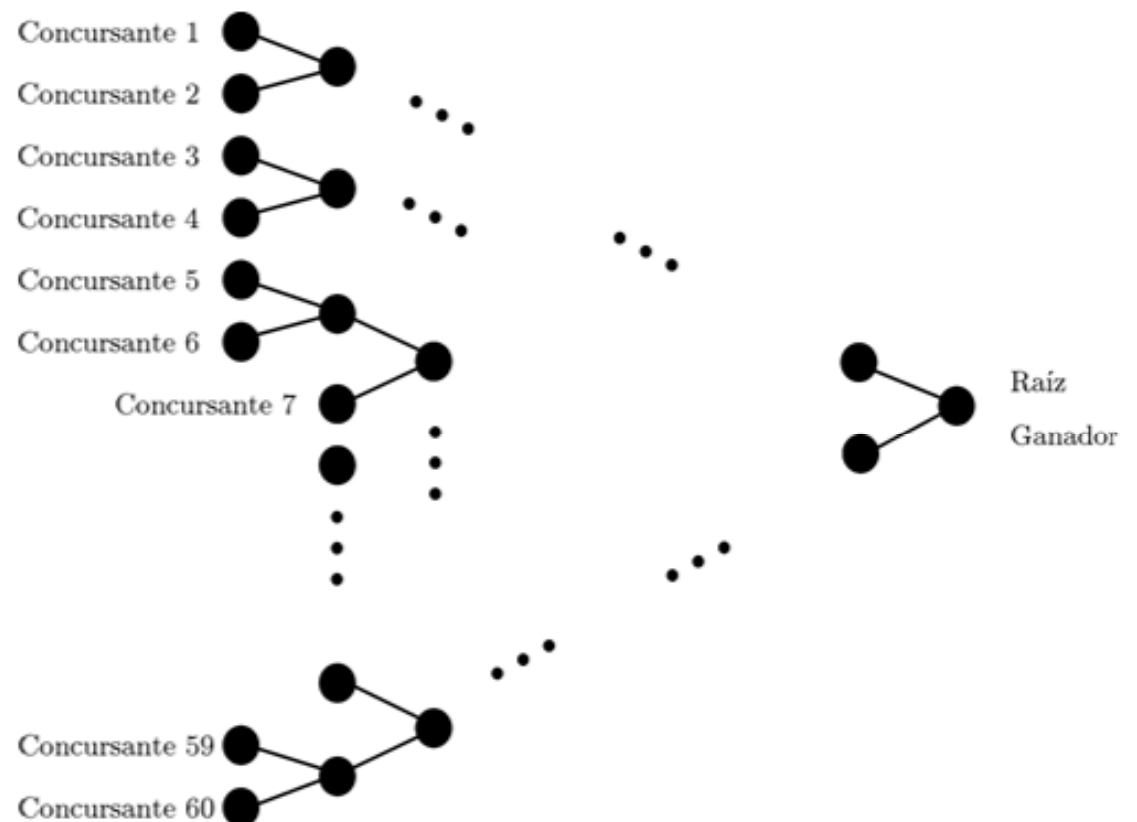 Concursante 1
Concursante 2
Concursante 3
Concursante 4
Concursante 5
Concursante 6
Concursante 7
Raíz
Ganador
Concursante 59
Concursante 60